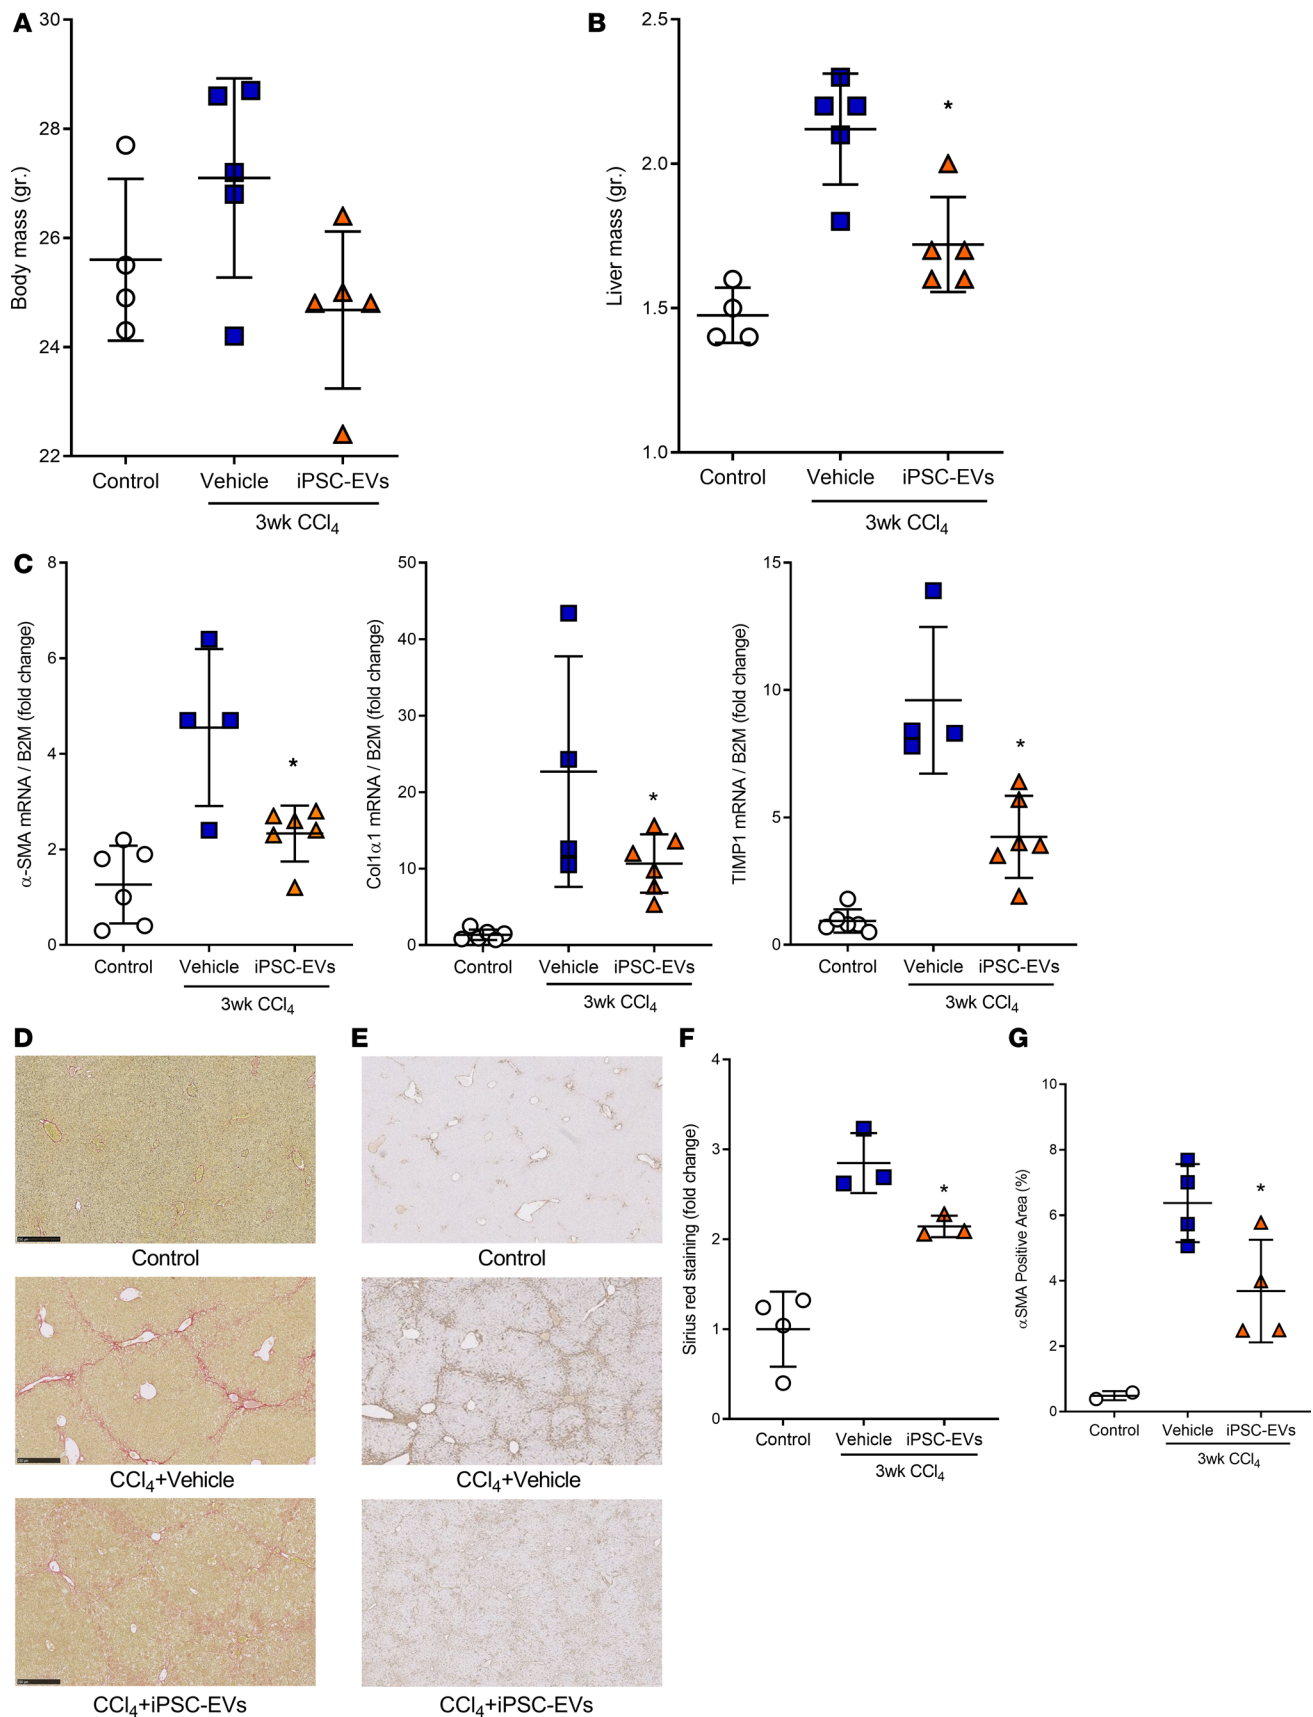 A
Body mass (gr.)
30
28
26
24
22
Control
Vehicle
iPSC-EVs
3wk CCl4
B
Liver mass (gr.)
2.5
2.0
1.5
1.0
*
Control
Vehicle
iPSC-EVs
3wk CCl4
C
α-SMA mRNA / B2M (fold change)
8
6
4
2
0
*
Control
Vehicle
iPSC-EVs
3wk CCl4
Col1α1 mRNA / B2M (fold change)
50
40
30
20
10
0
*
Control
Vehicle
iPSC-EVs
3wk CCl4
TIMP1 mRNA / B2M (fold change)
15
10
5
0
*
Control
Vehicle
iPSC-EVs
3wk CCl4
D
Control
CCl4+Vehicle
CCl4+iPSC-EVs
E
Control
CCl4+Vehicle
CCl4+iPSC-EVs
F
Sirius red staining (fold change)
4
3
2
1
0
*
Control
Vehicle
iPSC-EVs
3wk CCl4
G
αSMA Positive Area (%)
10
8
6
4
2
0
*
Control
Vehicle
iPSC-EVs
3wk CCl4